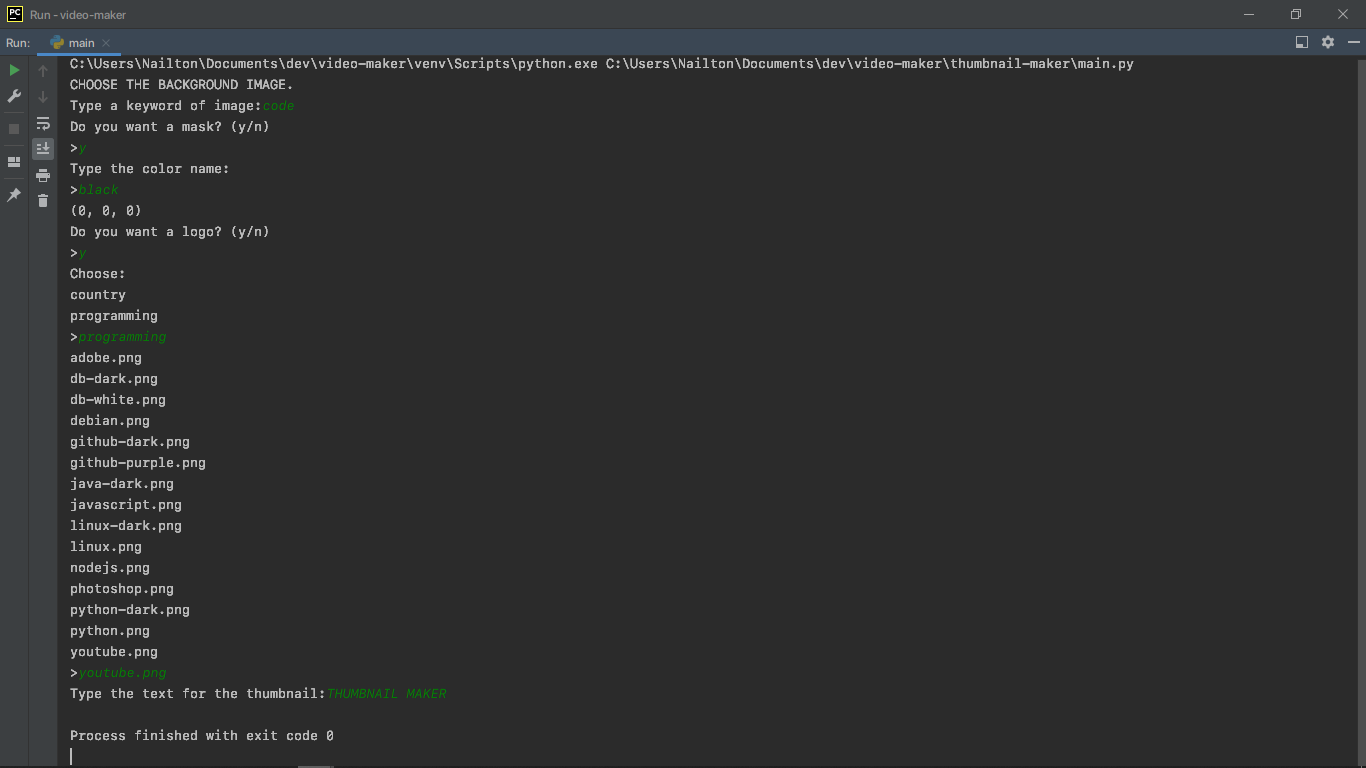 PC Run - video-maker
Run: main
C:\Users\Nailton\Documents\dev\video-maker\venv\Scripts\python.exe C:\Users\Nailton\Documents\dev\video-maker\thumbnail-maker\main.py
CHOOSE THE BACKGROUND IMAGE.
Type a keyword of image:code
Do you want a mask? (y/n)
>y
Type the color name:
>black
(0, 0, 0)
Do you want a logo? (y/n)
>y
Choose:
country
programming
>programming
adobe.png
db-dark.png
db-white.png
debian.png
github-dark.png
github-purple.png
java-dark.png
javascript.png
linux-dark.png
linux.png
nodejs.png
photoshop.png
python-dark.png
python.png
youtube.png
>youtube.png
Type the text for the thumbnail:THUMBNAIL MAKER
Process finished with exit code 0